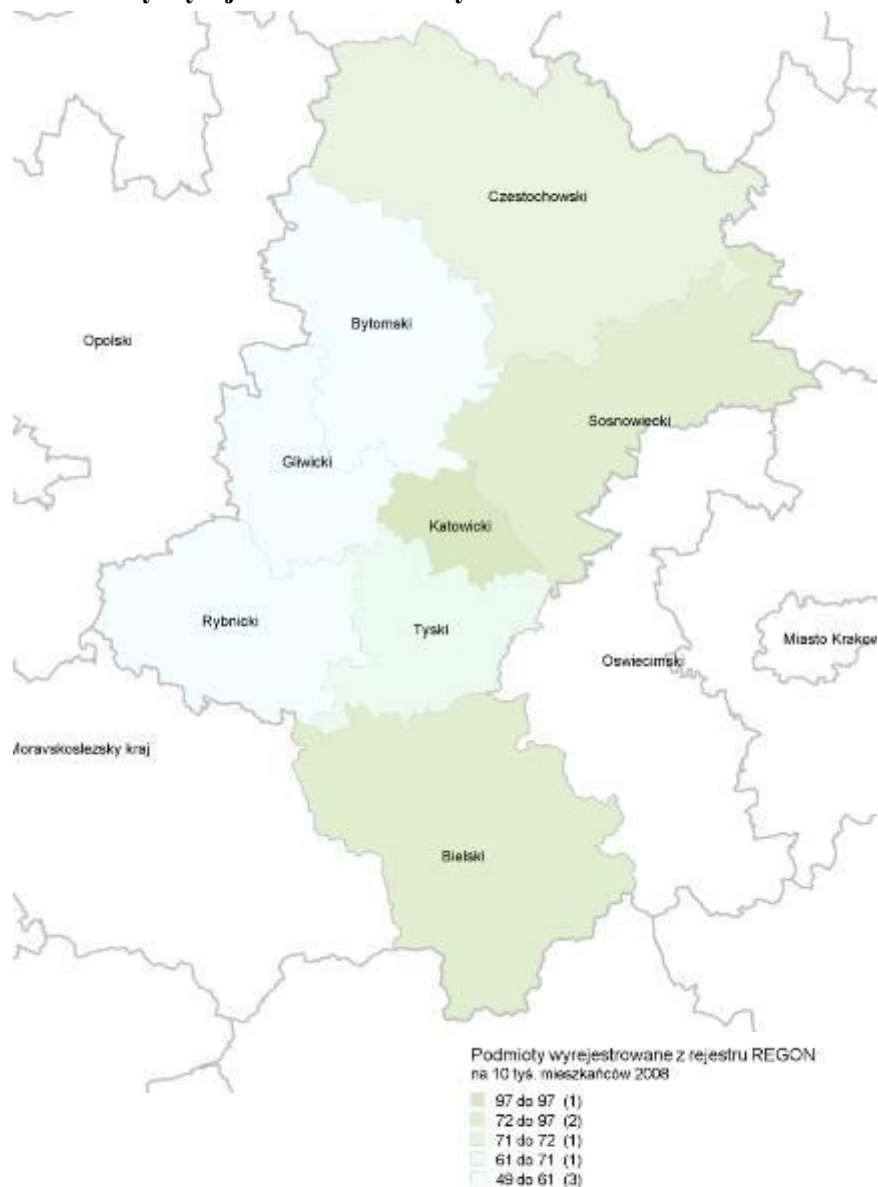 Czestochowski
Bytomski
Opolski
Sosnowiecki
Gliwicki
Katowicki
Rybnicki
Tyski
Miasto Krakow
Oswiecimski
Moravskoslezsky kraj
Bielski
Podmioty wyrejestrowane z rejestru REGON
na 10 tyś. mieszkańców 2008
97 do 97 (1)
72 do 97 (2)
71 do 72 (1)
61 do 71 (1)
49 do 61 (3)